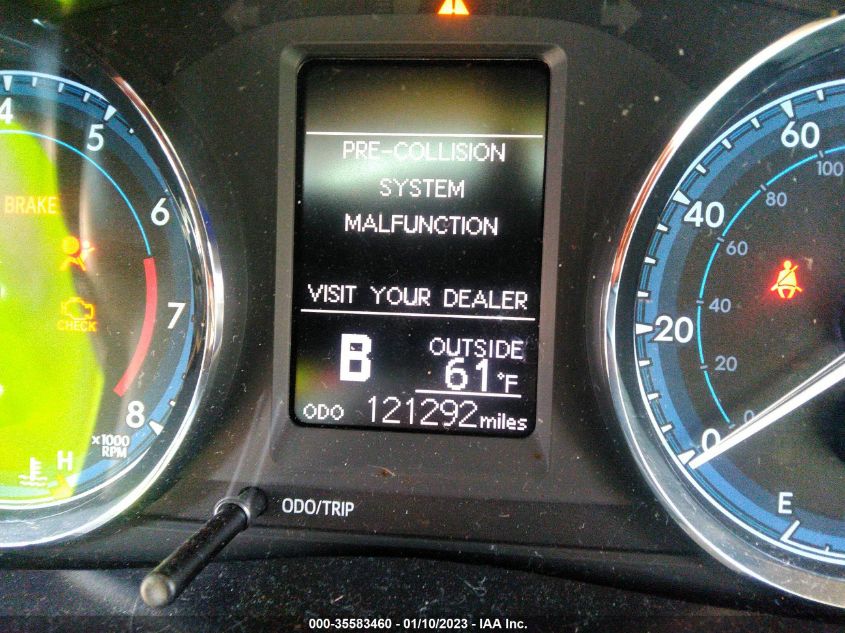 PRE-COLLISION
SYSTEM
MALFUNCTION
VISIT YOUR DEALER
B
OUTSIDE
61°F
ODO 121292 miles
ODO/TRIP
4
5
6
7
8
x1000
RPM
BRAKE
CHECK
H
0
20
40
60
0
20
40
60
80
100
E
000-35583460 - 01/10/2023 - IAA Inc.